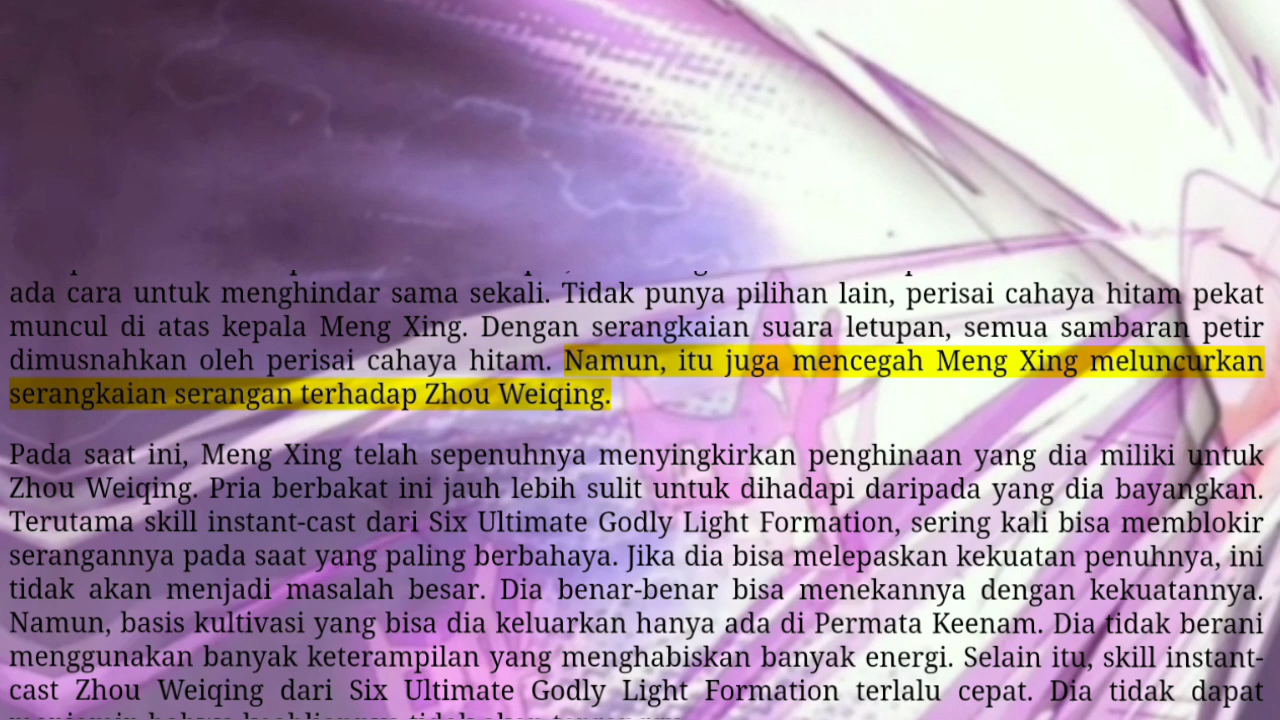 ada cara untuk menghindar sama sekali. Tidak punya pilihan lain, perisai cahaya hitam pekat
muncul di atas kepala Meng Xing. Dengan serangkaian suara letupan, semua sambaran petir
dimusnahkan oleh perisai cahaya hitam. Namun, itu juga mencegah Meng Xing meluncurkan
serangkaian serangan terhadap Zhou Weiqing.
Pada saat ini, Meng Xing telah sepenuhnya menyingkirkan penghinaan yang dia miliki untuk
Zhou Weiqing. Pria berbakat ini jauh lebih sulit untuk dihadapi daripada yang dia bayangkan.
Terutama skill instant-cast dari Six Ultimate Godly Light Formation, sering kali bisa memblokir
serangannya pada saat yang paling berbahaya. Jika dia bisa melepaskan kekuatan penuhnya, ini
tidak akan menjadi masalah besar. Dia benar-benar bisa menekannya dengan kekuatannya.
Namun, basis kultivasi yang bisa dia keluarkan hanya ada di Permata Keenam. Dia tidak berani
menggunakan banyak keterampilan yang menghabiskan banyak energi. Selain itu, skill instant-
cast Zhou Weiqing dari Six Ultimate Godly Light Formation terlalu cepat. Dia tidak dapat